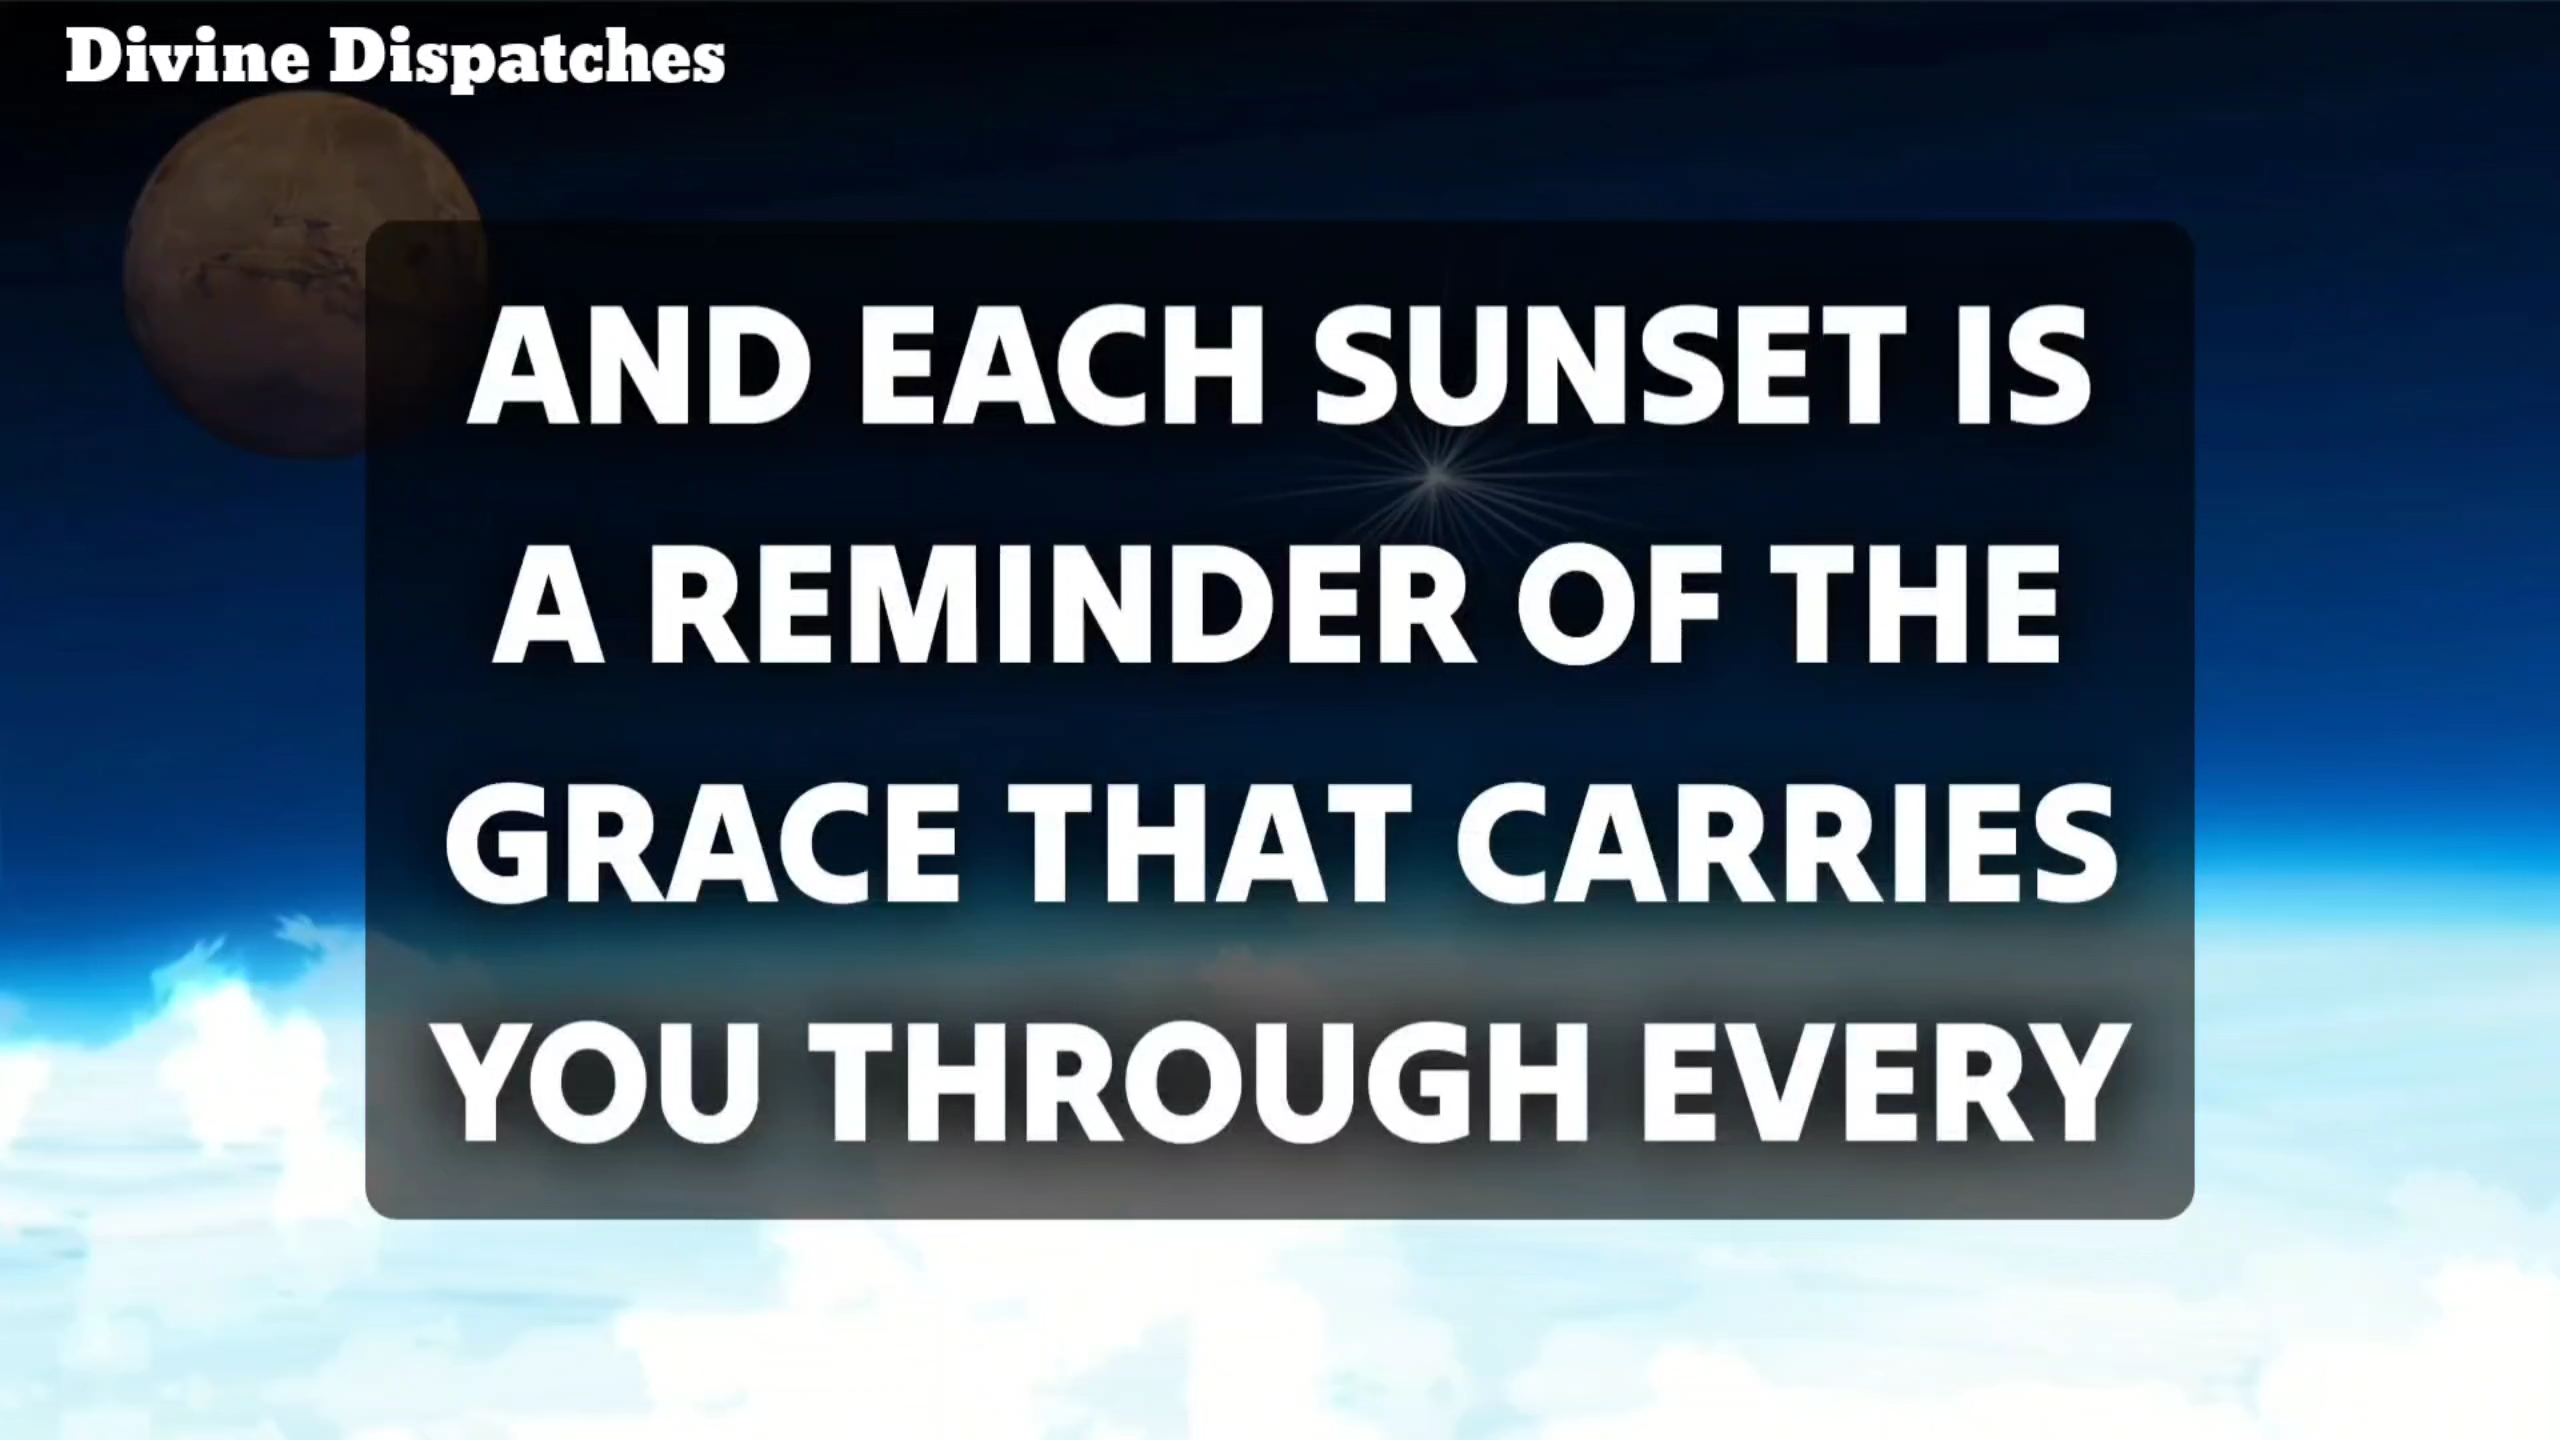 Divine Dispatches
AND EACH SUNSET IS
A REMINDER OF THE
GRACE THAT CARRIES
YOU THROUGH EVERY